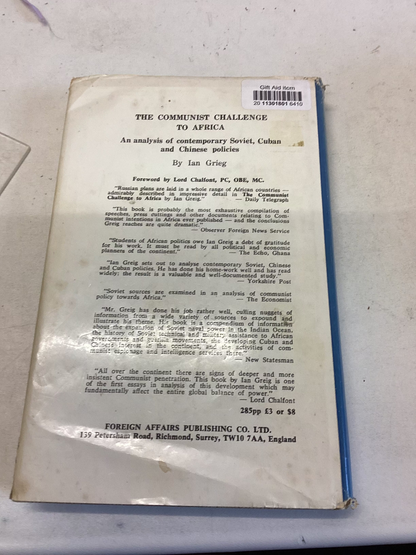 Gift Aid item
20 11301801 6410
THE COMMUNIST CHALLENGE
TO AFRICA
An analysis of contemporary Soviet, Cuban
and Chinese policies
By Ian Grieg
Foreword by Lord Chalfont, PC, OBE, MC.
"Russian plans are laid in a whole range of African countries —
admirably described in impressive detail in The Communist
Challenge to Africa by Ian Greig."
— Daily Telegraph
"This book is probably the most exhaustive compilation of
speeches, press cuttings and other documents relating to Com-
munist intentions in Africa ever published — and the conclusions
Greig reaches are quite dramatic."
— Observer Foreign News Service
"Students of African politics owe Ian Greig a debt of gratitude
for his work. It must be read by all political and economic
planners of the continent."
— The Echo, Ghana
"Ian Greig sets out to analyse contemporary Soviet, Chinese
and Cuban policies. He has done his home-work well and has read
widely: the result is a valuable and well-documented study."
— Yorkshire Post
"Soviet sources are examined in an analysis of communist
policy towards Africa."
— The Economist
"Mr. Greig has done his job rather well, culling nuggets of
information from a wide variety of sources to expound and
illustrate his theme. His book is a compendium of information
about the expansion of Soviet naval power in the Indian Ocean,
the history of Soviet technical and military assistance to African
governments and movements, the developing Cuban and
Chinese interest in the continent, and the activities of com-
munist espionage and intelligence services there."
— New Statesman
"All over the continent there are signs of deeper and more
insistent Communist penetration. This book by Ian Greig is one
of the first essays in analysis of this development which may
fundamentally affect the entire global balance of power."
— Lord Chalfont
285pp £3 or $8
FOREIGN AFFAIRS PUBLISHING CO. LTD.
139 Petersham Road, Richmond, Surrey, TW10 7AA, England